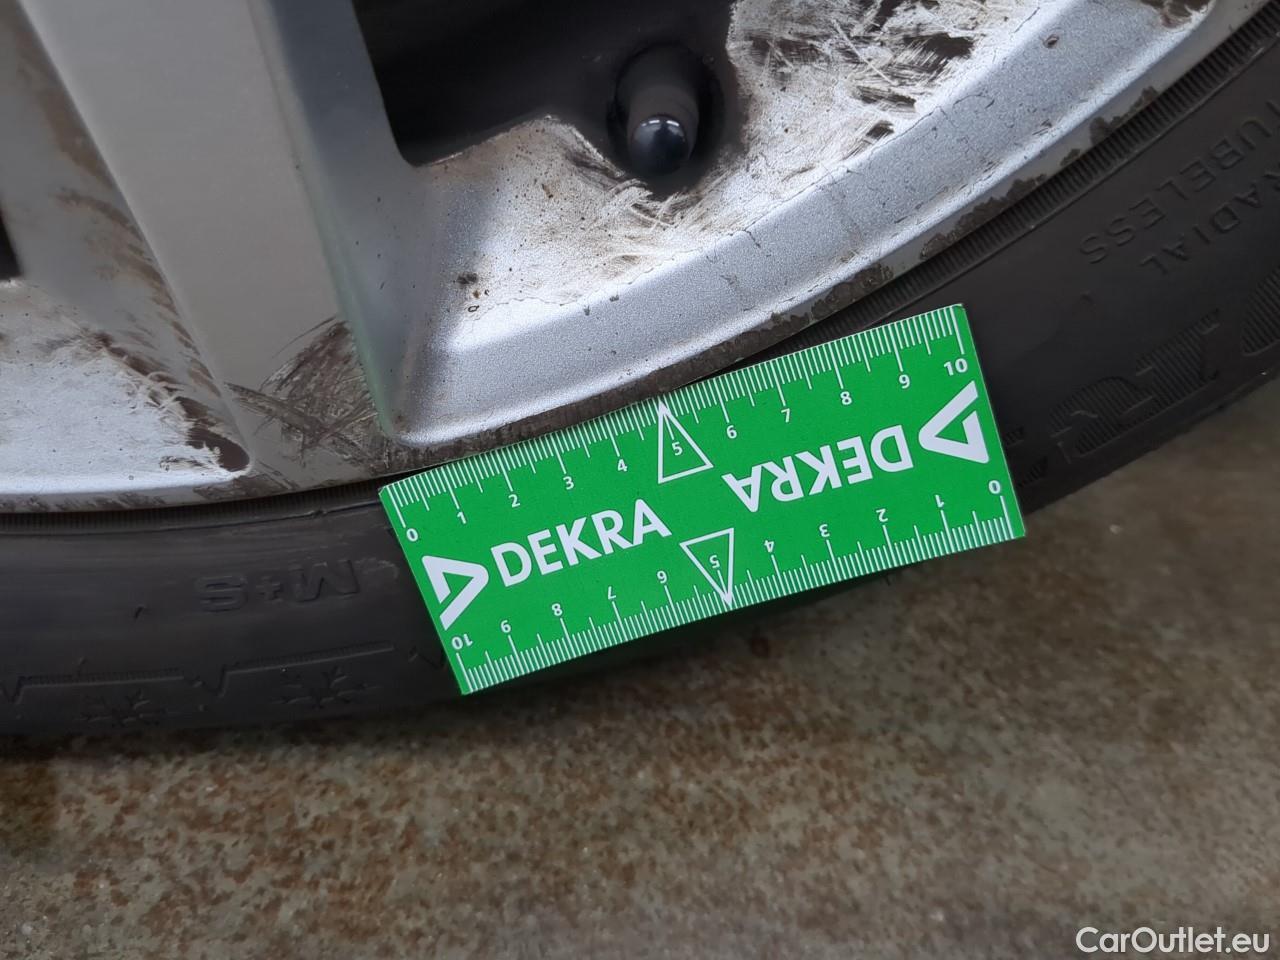 RADIAL
TUBELESS
0 1 2 3 4 5 6 7 8 9 10
DEKRA
DEKRA
10 9 8 7 6 5 4 3 2 1 0
M+S
CarOutlet.eu